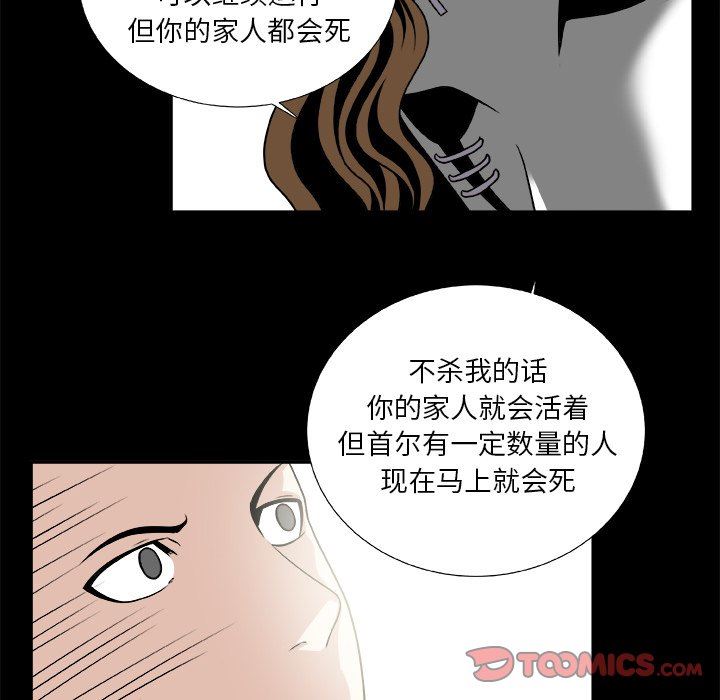 但你的家人都会死
不杀我的话
你的家人就会活着
但首尔有一定数量的人
现在马上就会死
TOOMICS.COM